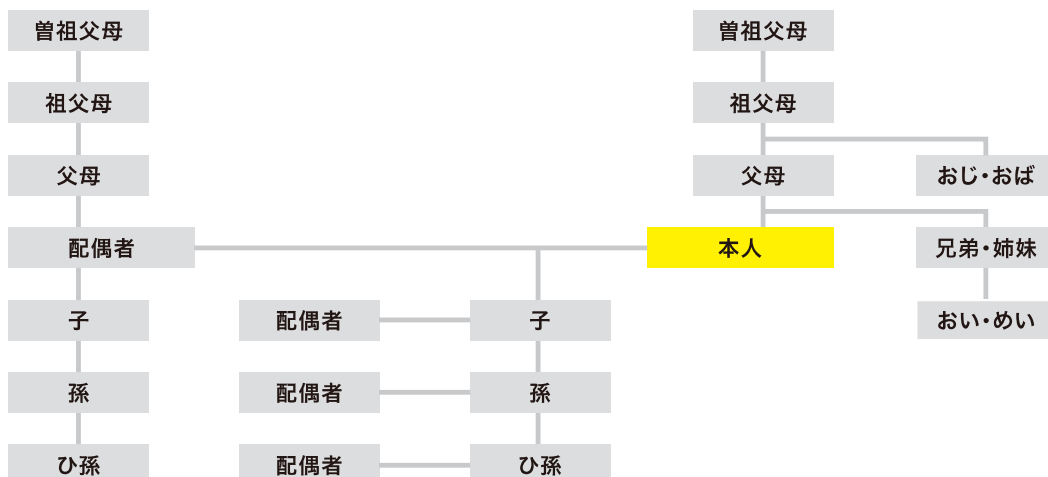 曽祖父母
曽祖父母
祖父母
祖父母
父母
父母
おじ・おば
配偶者
本人
兄弟・姉妹
子
配偶者
子
おい・めい
孫
配偶者
孫
ひ孫
配偶者
ひ孫